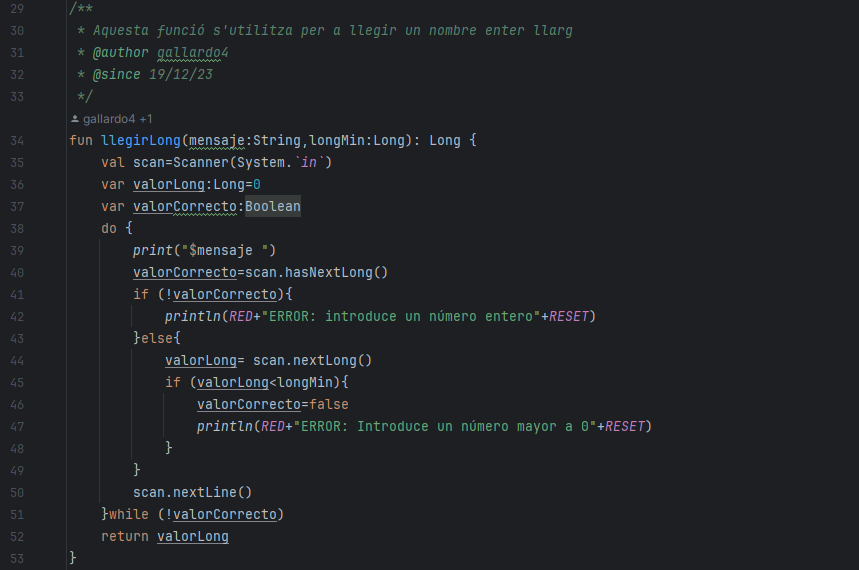 29 /**
30  * Aquesta funció s'utilitza per a llegir un nombre enter llarg
31  * @author gallardo4
32  * @since 19/12/23
33  */
gallardo4 +1
34 fun llegirLong(mensaje:String,longMin:Long): Long {
35     val scan=Scanner(System.`in`)
36     var valorLong:Long=0
37     var valorCorrecto:Boolean
38     do {
39         print("$mensaje ")
40         valorCorrecto=scan.hasNextLong()
41         if (!valorCorrecto){
42             println(RED+"ERROR: introduce un número entero"+RESET)
43         }else{
44             valorLong= scan.nextLong()
45             if (valorLong<longMin){
46                 valorCorrecto=false
47                 println(RED+"ERROR: Introduce un número mayor a 0"+RESET)
48             }
49         }
50         scan.nextLine()
51     }while (!valorCorrecto)
52     return valorLong
53 }